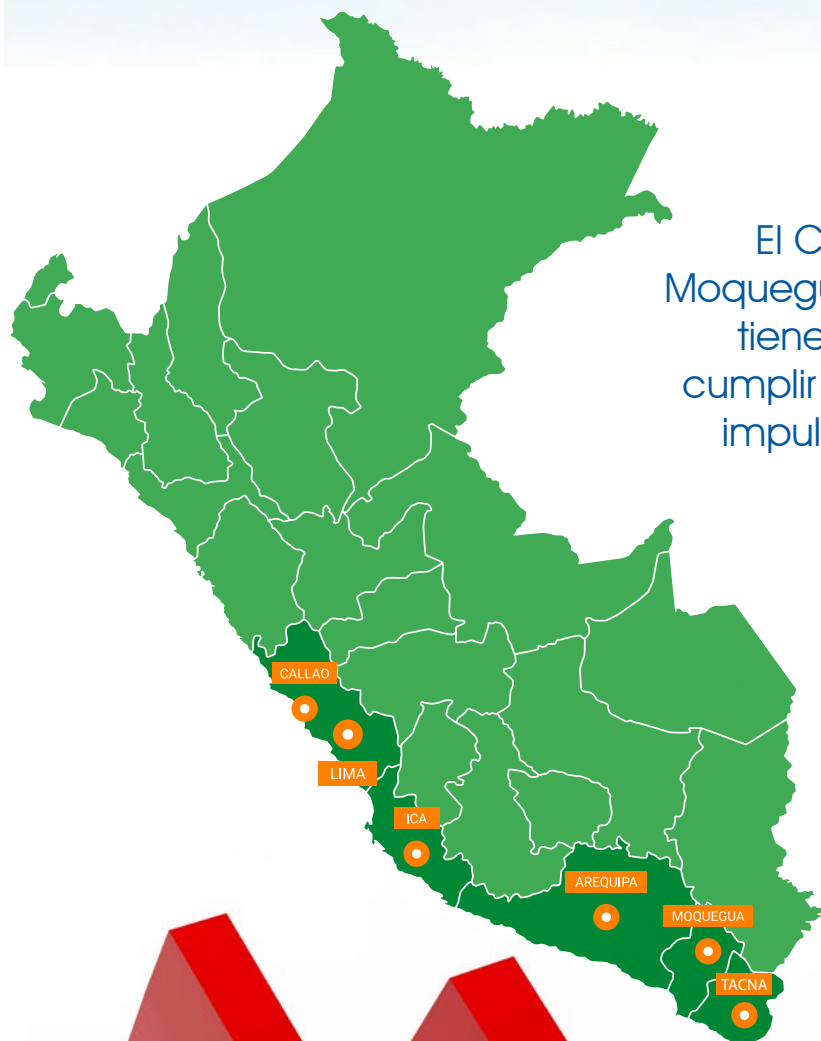 El C
Moquegu
tiene
cumplir
impul
CALLAO
LIMA
ICA
AREQUIPA
MOQUEGUA
TACNA